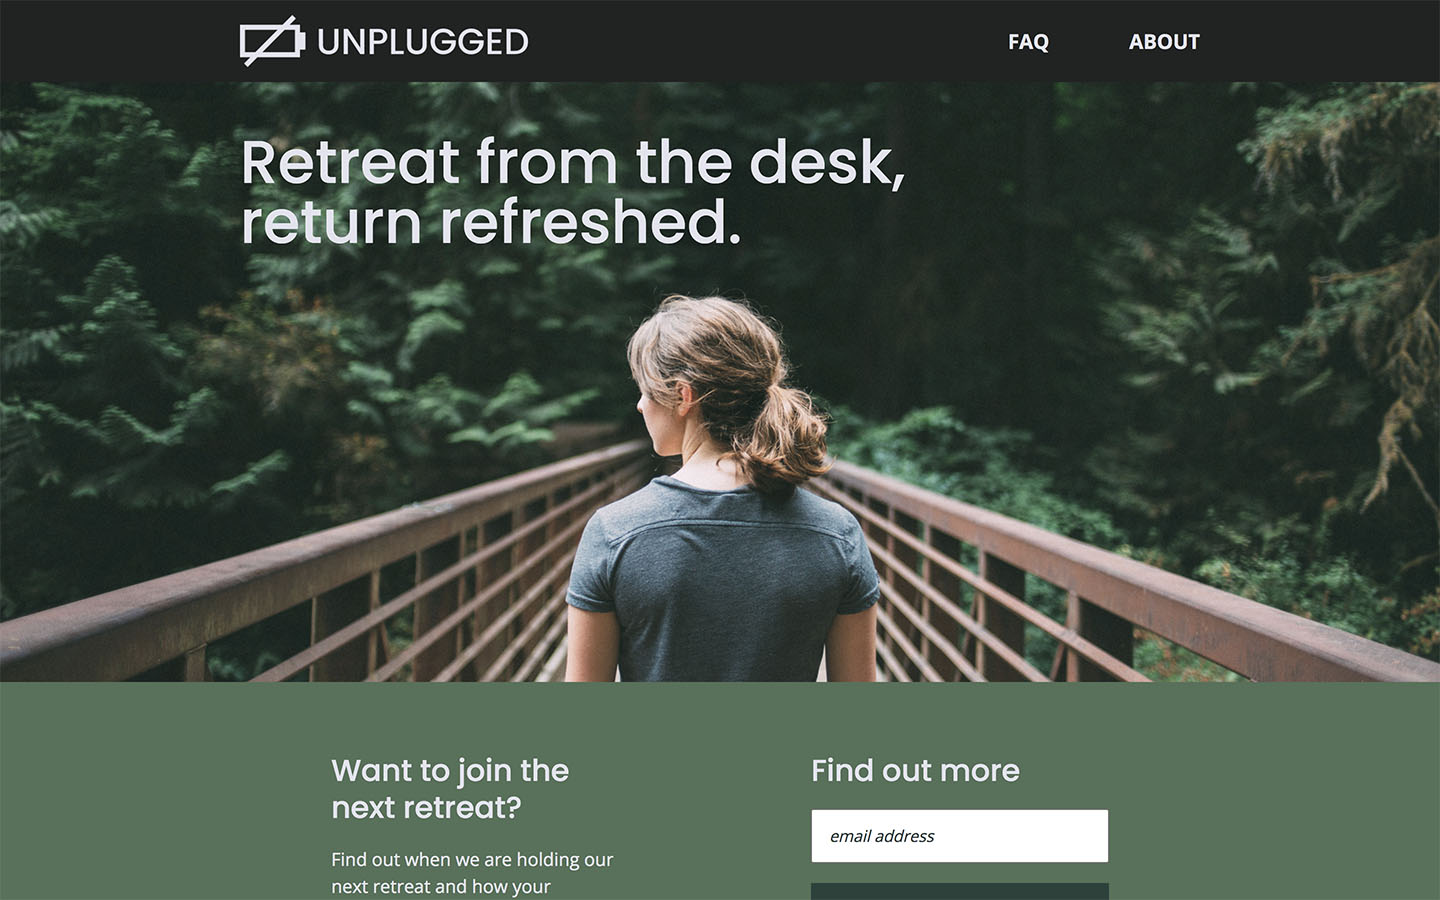 UNPLUGGED
FAQ
ABOUT
Retreat from the desk,
return refreshed.
Want to join the
next retreat?
Find out when we are holding our
next retreat and how your
Find out more
email address